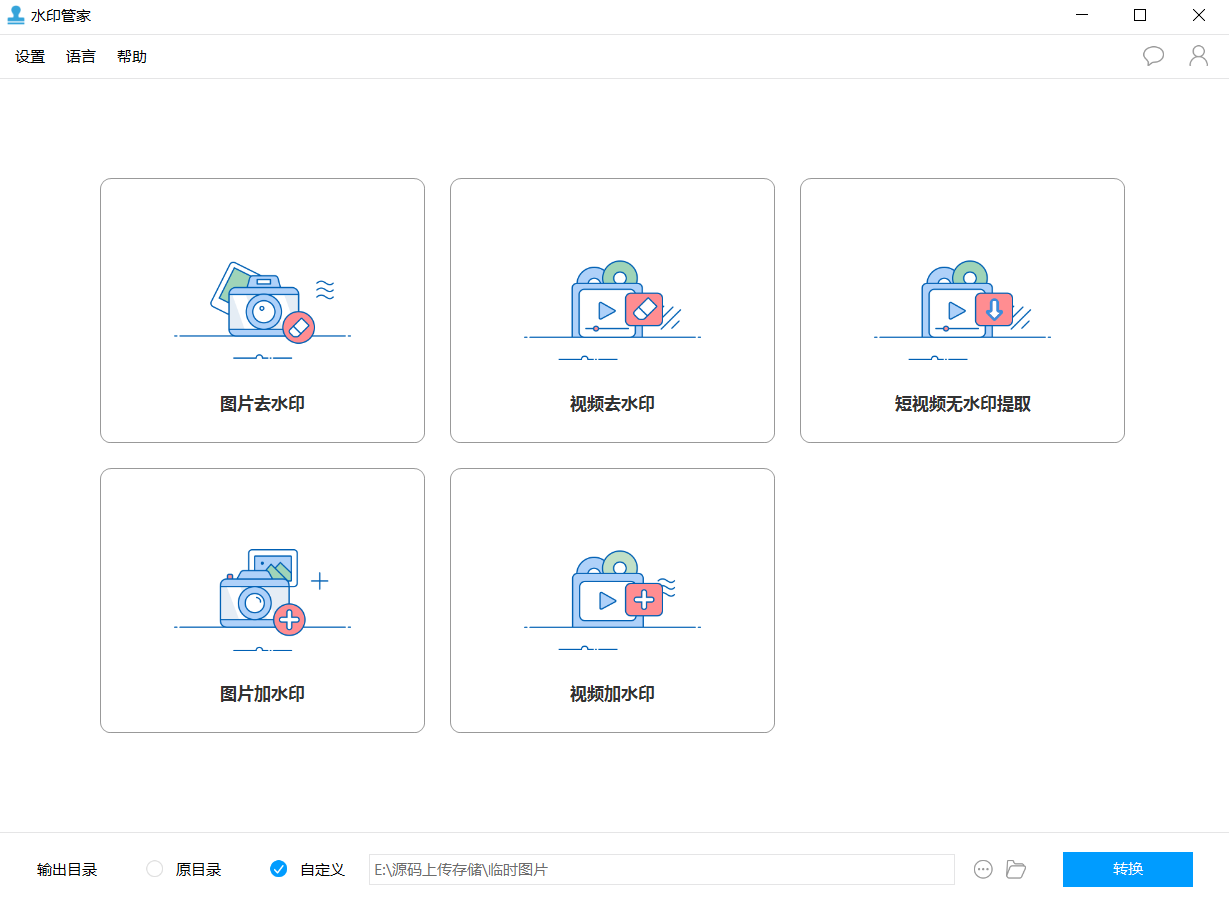 水印管家
设置 语言 帮助
图片去水印 视频去水印 短视频无水印提取
图片加水印 视频加水印
输出目录 原目录 自定义 E:\源码上传存储\临时图片 转换